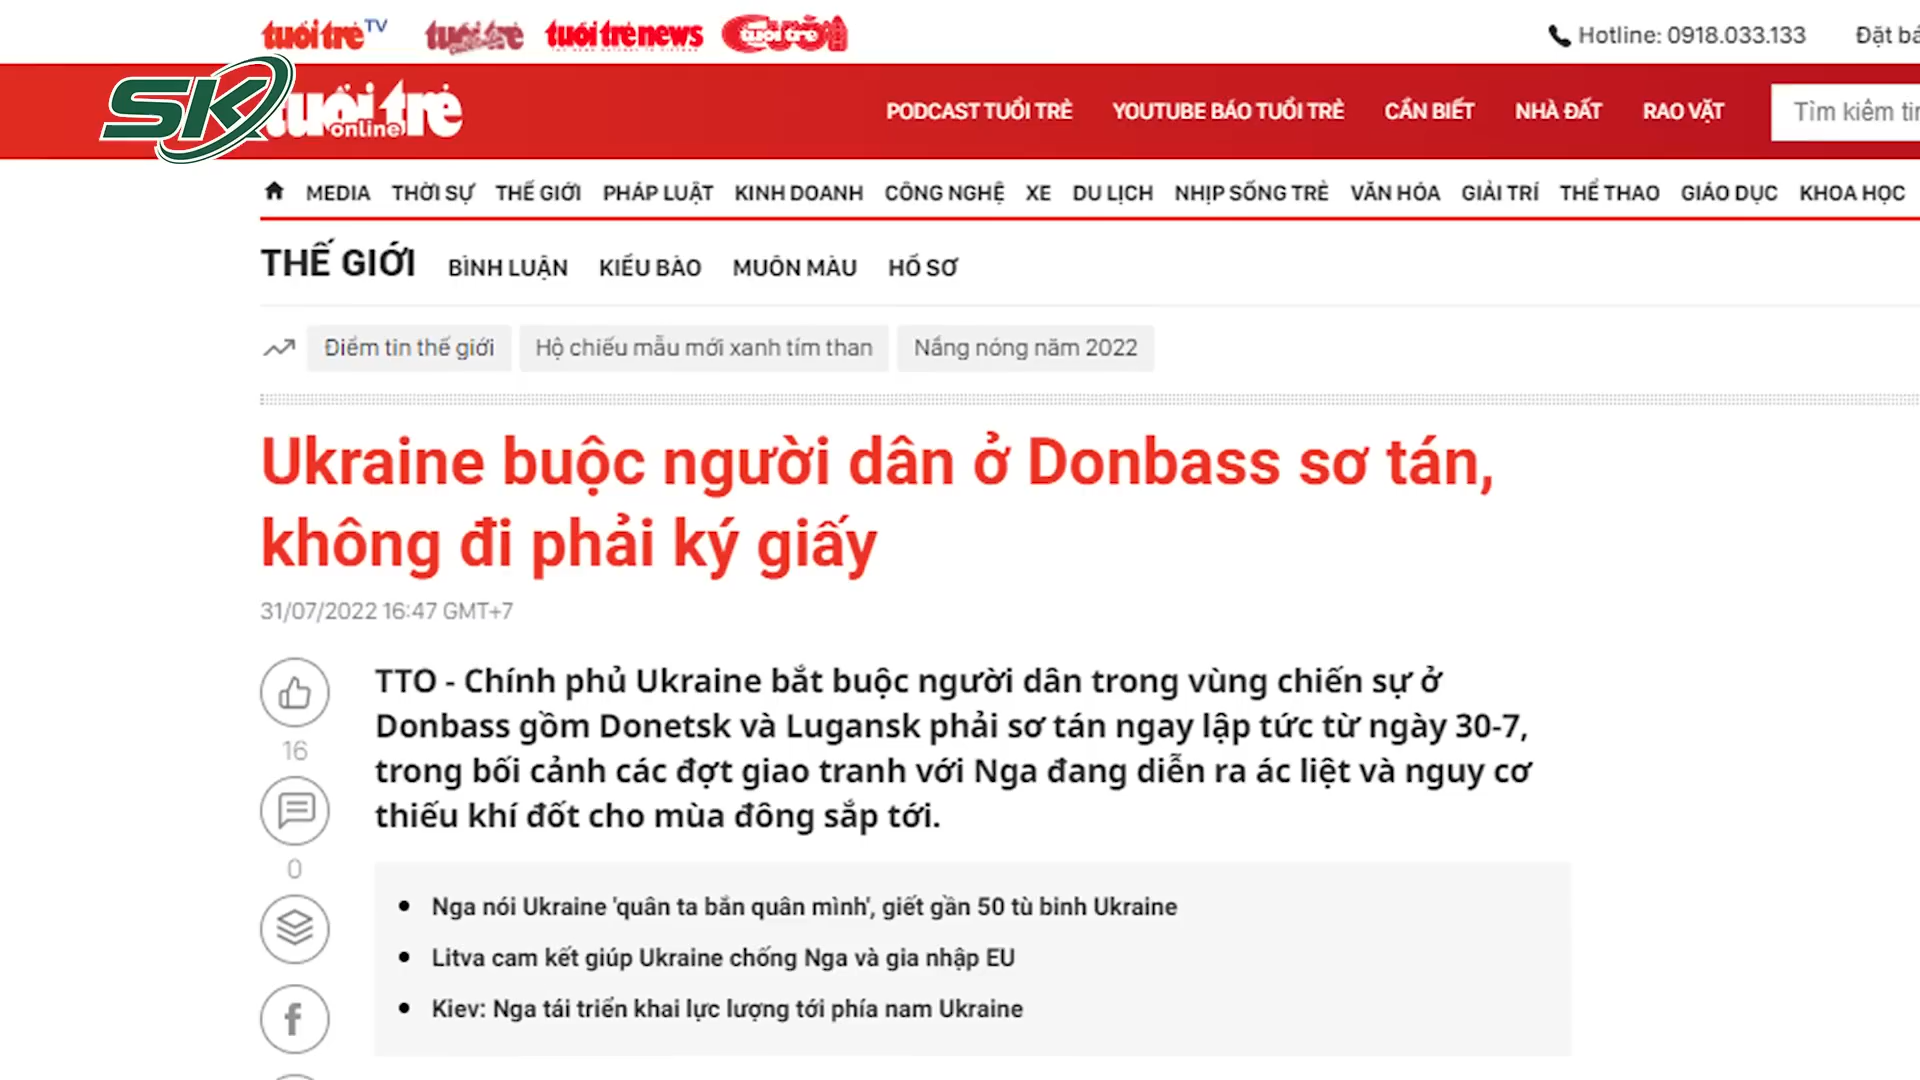 tuổi trẻ TV
tuổi trẻ news
tuổi trẻ
Hotline: 0918.033.133
Đặt bá
SK
tuổi trẻ
online
PODCAST TUỔI TRẺ YOUTUBE BÁO TUỔI TRẺ CẦN BIẾT NHÀ ĐẤT RAO VẶT
Tìm kiếm tin
MEDIA THỜI SỰ THẾ GIỚI PHÁP LUẬT KINH DOANH CÔNG NGHỆ XE DU LỊCH NHỊP SỐNG TRẺ VĂN HÓA GIẢI TRÍ THỂ THAO GIÁO DỤC KHOA HỌC
THẾ GIỚI BÌNH LUẬN KIỀU BÀO MUÔN MÀU HỒ SƠ
Điểm tin thế giới Hộ chiếu mẫu mới xanh tím than Nắng nóng năm 2022
Ukraine buộc người dân ở Donbass sơ tán,
không đi phải ký giấy
31/07/2022 16:47 GMT+7
TTO - Chính phủ Ukraine bắt buộc người dân trong vùng chiến sự ở
Donbass gồm Donetsk và Lugansk phải sơ tán ngay lập tức từ ngày 30-7,
trong bối cảnh các đợt giao tranh với Nga đang diễn ra ác liệt và nguy cơ
thiếu khí đốt cho mùa đông sắp tới.
16
0
Nga nói Ukraine 'quân ta bắn quân mình', giết gần 50 tù binh Ukraine
Litva cam kết giúp Ukraine chống Nga và gia nhập EU
Kiev: Nga tái triển khai lực lượng tới phía nam Ukraine